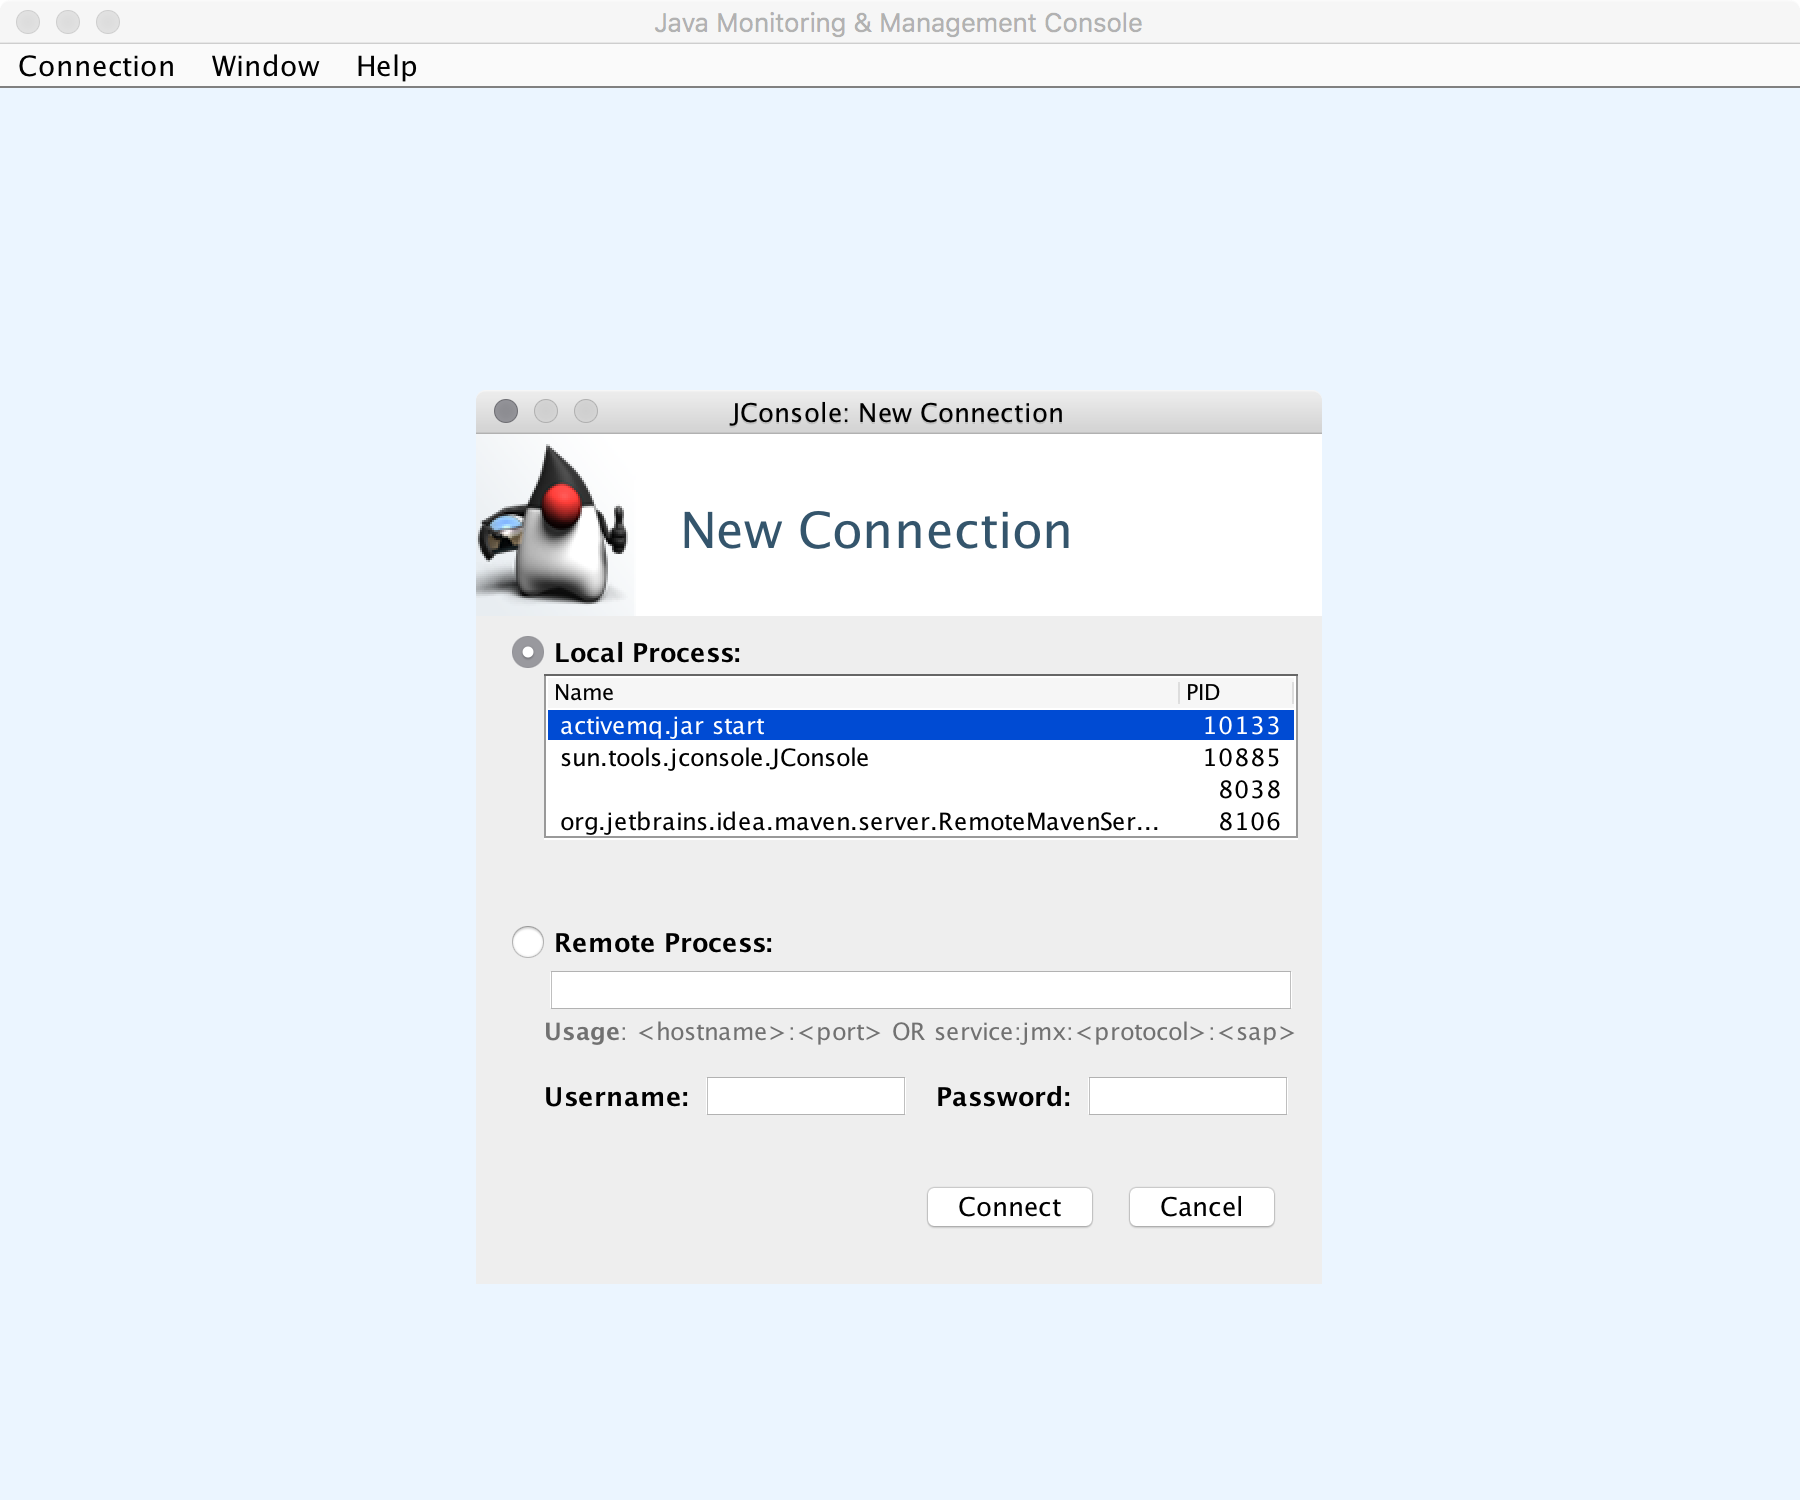 Java Monitoring & Management Console
Connection Window Help
JConsole: New Connection
New Connection
Local Process:
Name PID
activemq.jar start 10133
sun.tools.jconsole.JConsole 10885
8038
org.jetbrains.idea.maven.server.RemoteMavenSer... 8106
Remote Process:
Usage: <hostname>:<port> OR service:jmx:<protocol>:<sap>
Username: Password:
Connect Cancel